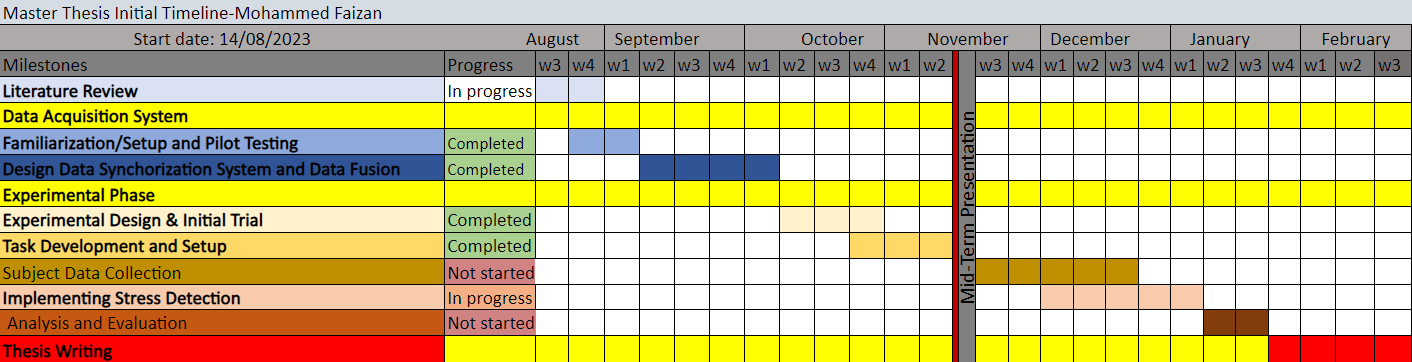 Master Thesis Initial Timeline-Mohammed Faizan
Start date: 14/08/2023 August September October November December January February
Milestones Progress w3 w4 w1 w2 w3 w4 w1 w2 w3 w4 w1 w2 w3 w4 w1 w2 w3 w4 w1 w2 w3 w4 w1 w2 w3
Literature Review In progress
Data Acquisition System
Familiarization/Setup and Pilot Testing Completed
Design Data Synchorization System and Data Fusion Completed
Experimental Phase
Experimental Design & Initial Trial Completed
Task Development and Setup Completed
Subject Data Collection Not started
Implementing Stress Detection In progress
Analysis and Evaluation Not started
Thesis Writing
Mid-Term Presentation